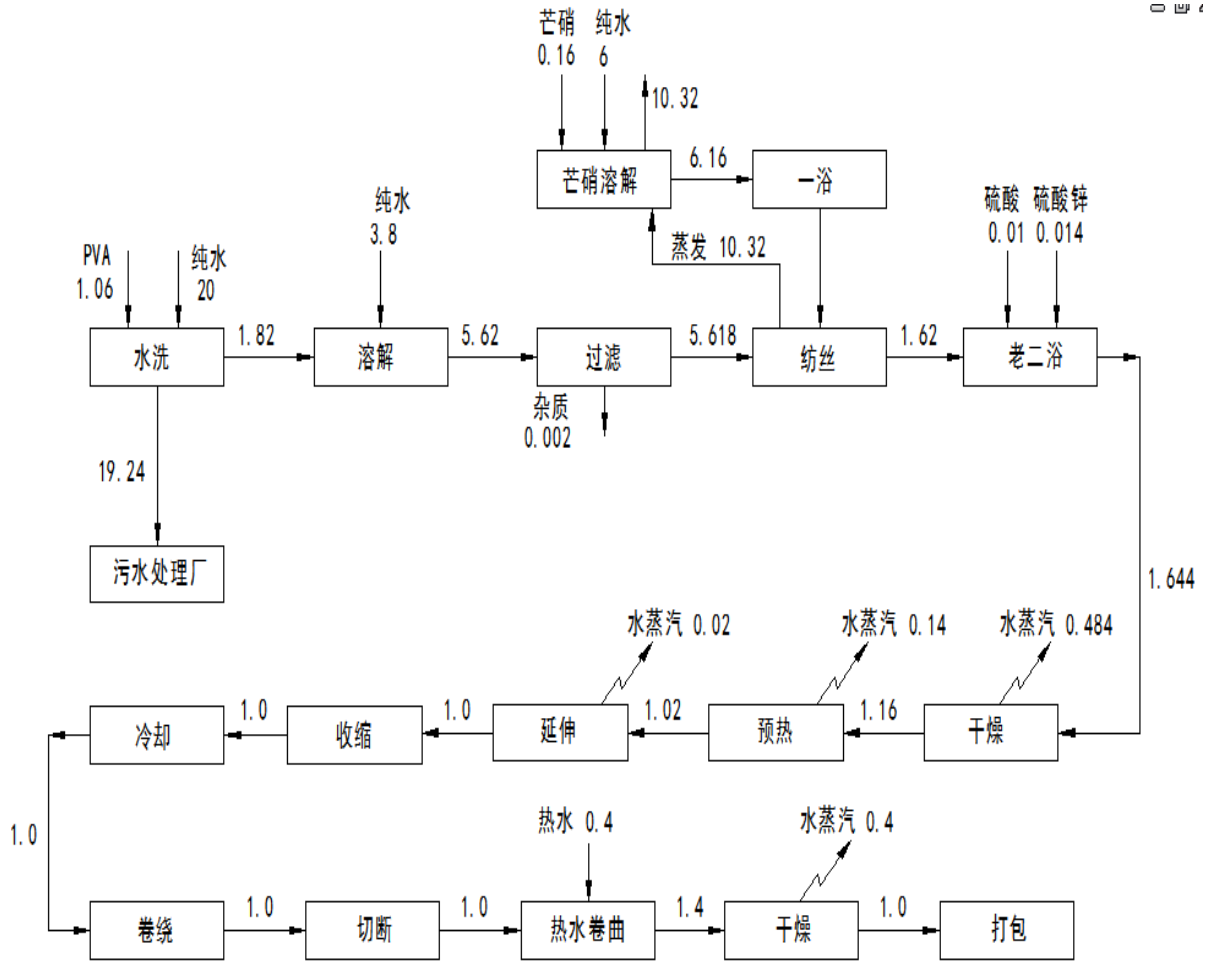 芒硝 纯水
0.16 6
10.32
芒硝溶解
6.16
一浴
纯水
3.8
硫酸 硫酸锌
0.01 0.014
PVA
1.06
纯水
20
蒸发 10.32
水洗
1.82
溶解
5.62
过滤
5.618
纺丝
1.62
老二浴
杂质
0.002
19.24
污水处理厂
1.644
水蒸汽 0.02
水蒸汽 0.14
水蒸汽 0.484
冷却
1.0
收缩
1.0
延伸
1.02
预热
1.16
干燥
1.0
热水 0.4
水蒸汽 0.4
卷绕
1.0
切断
1.0
热水卷曲
1.4
干燥
1.0
打包